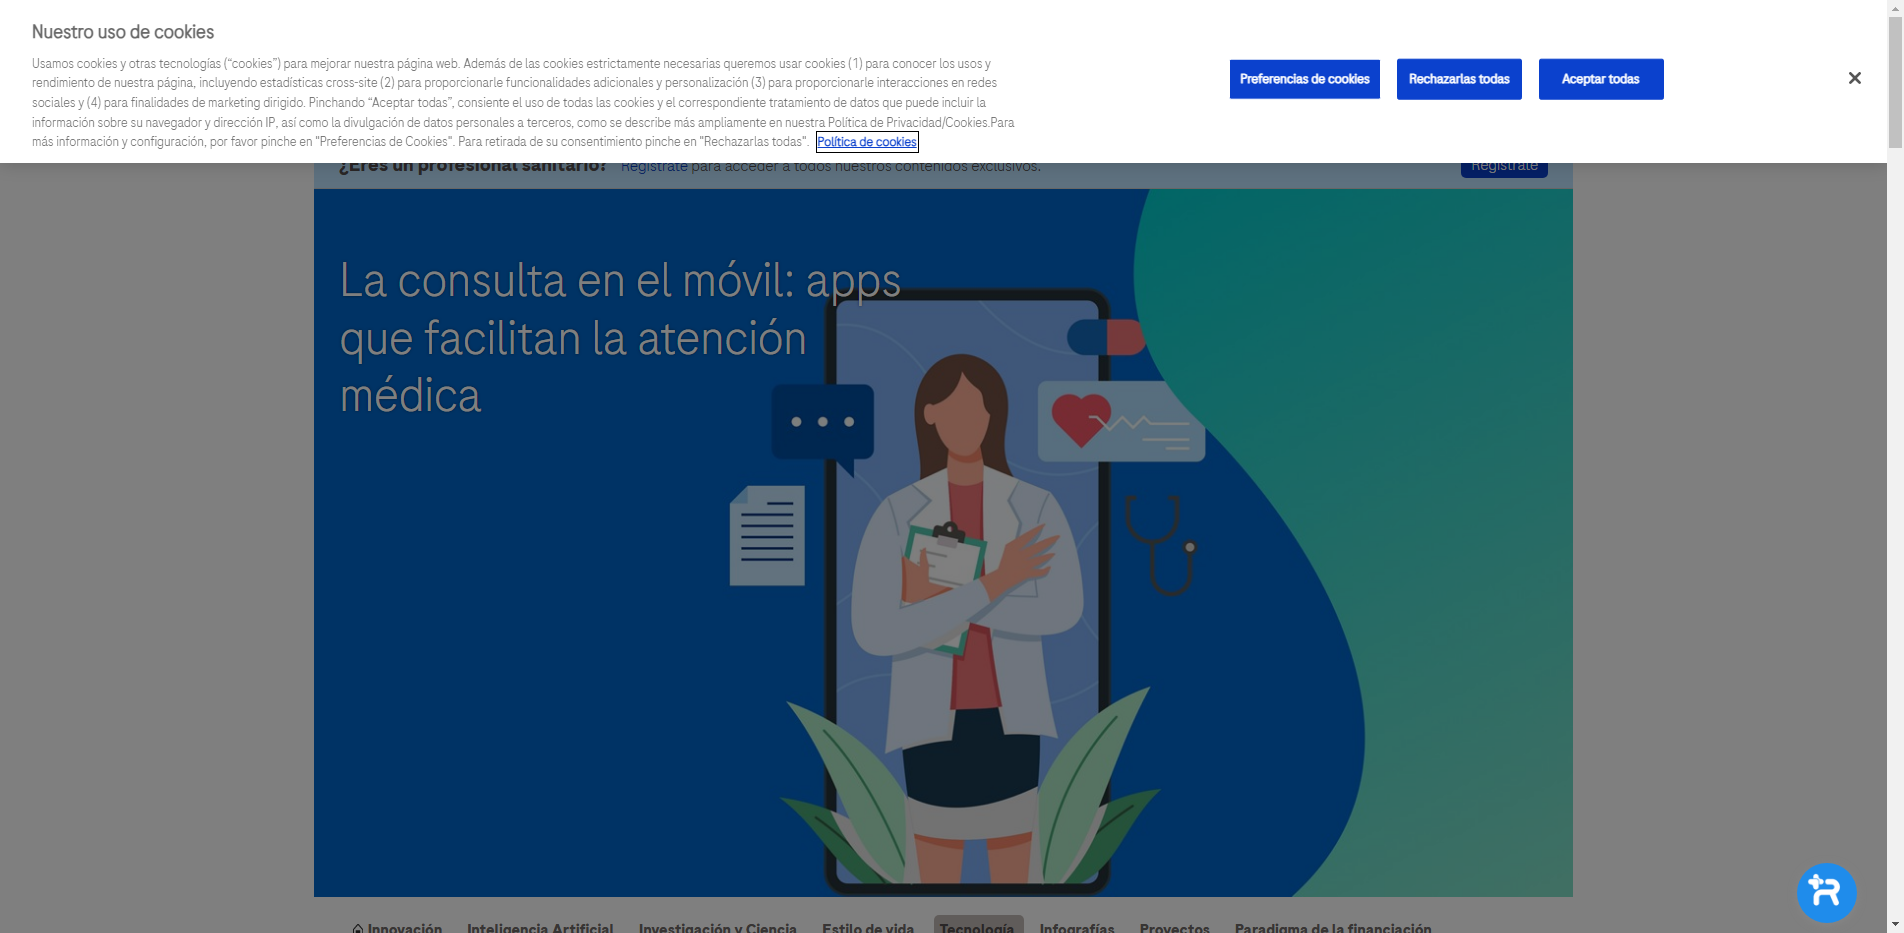 Nuestro uso de cookies
Usamos cookies y otras tecnologías (“cookies”) para mejorar nuestra página web. Además de las cookies estrictamente necesarias queremos usar cookies (1) para conocer los usos y
rendimiento de nuestra página, incluyendo estadísticas cross-site (2) para proporcionarle funcionalidades adicionales y personalización (3) para proporcionarle interacciones en redes
sociales y (4) para finalidades de marketing dirigido. Pinchando “Aceptar todas”, consiente el uso de todas las cookies y el correspondiente tratamiento de datos que puede incluir la
información sobre su navegador y dirección IP, así como la divulgación de datos personales a terceros, como se describe más ampliamente en nuestra Política de Privacidad/Cookies.Para
más información y configuración, por favor pinche en "Preferencias de Cookies". Para retirada de su consentimiento pinche en "Rechazarlas todas". Política de cookies
Preferencias de cookies
Rechazarlas todas
Aceptar todas
¿Eres un profesional sanitario? Regístrate para acceder a todos nuestros contenidos exclusivos.
Regístrate
La consulta en el móvil: apps
que facilitan la atención
médica
Innovación Inteligencia Artificial Investigación y Ciencia Estilo de vida Tecnología Infografías Proyectos Paradigma de la financiación